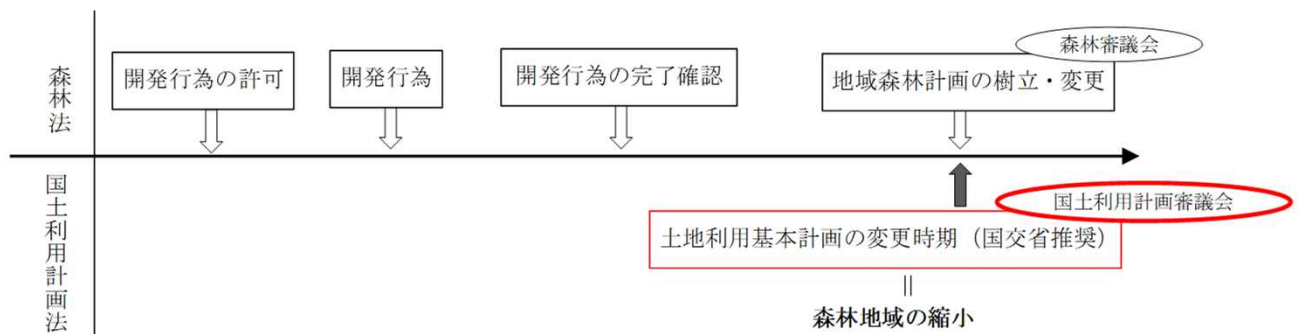 森林法
開発行為の許可
開発行為
開発行為の完了確認
森林審議会
地域森林計画の樹立・変更
国土利用計画法
国土利用計画審議会
土地利用基本計画の変更時期（国交省推奨）
||
森林地域の縮小